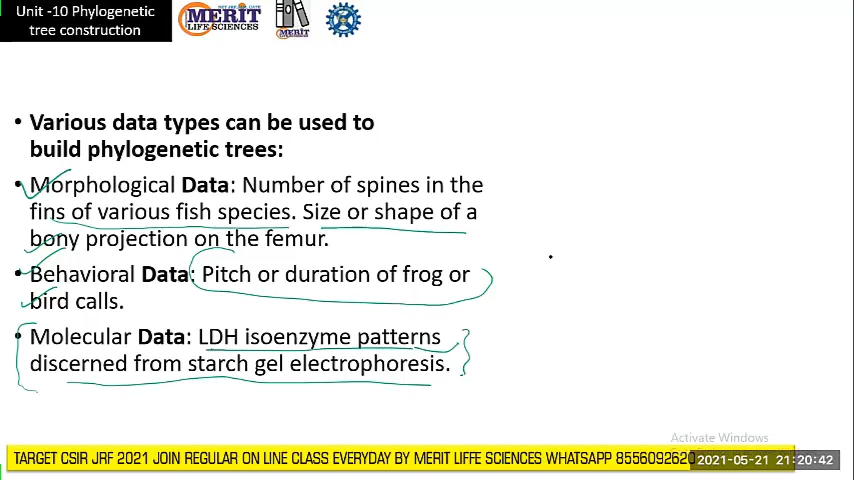 Unit -10 Phylogenetic
tree construction
MERIT
LIFE SCIENCES
MERIT
• Various data types can be used to
build phylogenetic trees:
• Morphological Data: Number of spines in the
fins of various fish species. Size or shape of a
bony projection on the femur.
• Behavioral Data: Pitch or duration of frog or
bird calls.
• Molecular Data: LDH isoenzyme patterns
discerned from starch gel electrophoresis.
Activate Windows
TARGET CSIR JRF 2021 JOIN REGULAR ON LINE CLASS EVERYDAY BY MERIT LIFFE SCIENCES WHATSAPP 8556092620
2021-05-21 21:20:42